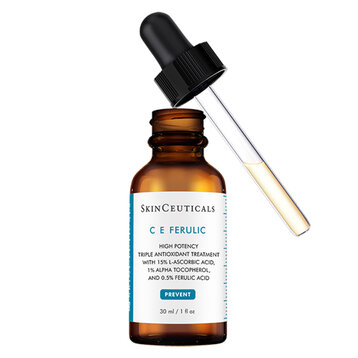 SKINCEUTICALS
C E FERULIC
HIGH POTENCY
TRIPLE ANTIOXIDANT TREATMENT
WITH 15% L-ASCORBIC ACID,
1% ALPHA TOCOPHEROL,
AND 0.5% FERULIC ACID
PREVENT
30 ml / 1 fl oz